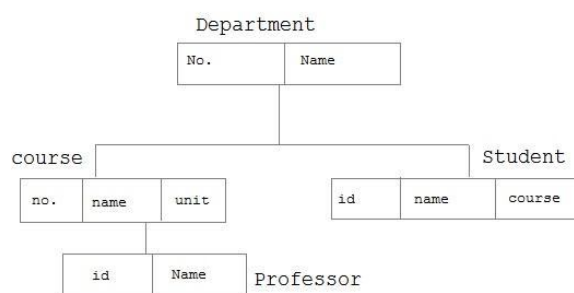 Department
No. Name
course Student
no. name unit id name course
id Name Professor